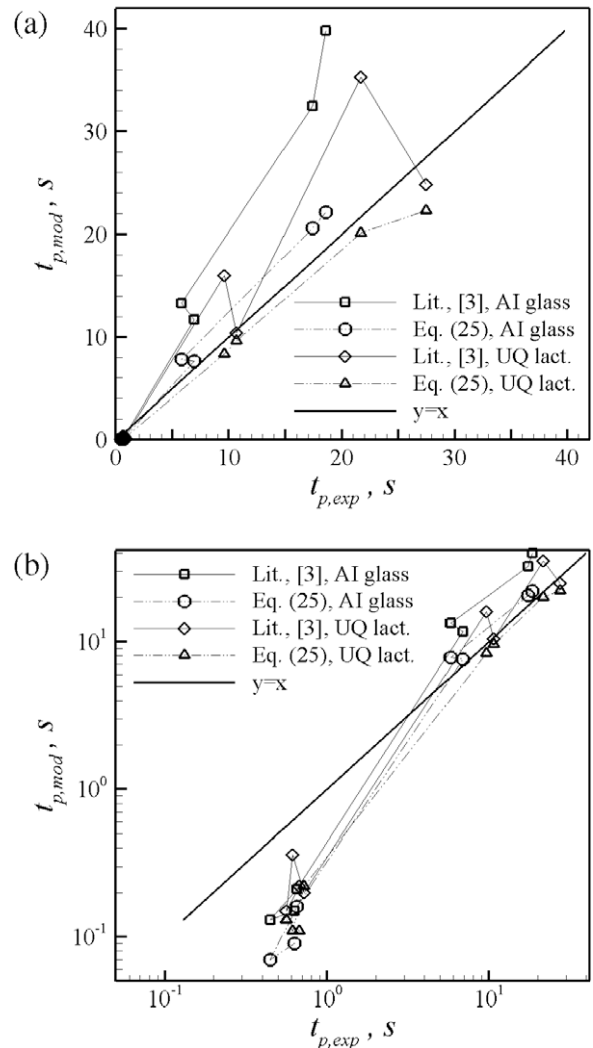 (a)
40
30
20
10
0
t_{p,mod} , s
Lit., [3], AI glass
Eq. (25), AI glass
Lit., [3], UQ lact.
Eq. (25), UQ lact.
y=x
0 10 20 30 40
t_{p,exp} , s
(b)
Lit., [3], AI glass
Eq. (25), AI glass
Lit., [3], UQ lact.
Eq. (25), UQ lact.
y=x
10^1
10^0
10^{-1}
t_{p,mod} , s
10^{-1} 10^0 10^1
t_{p,exp} , s